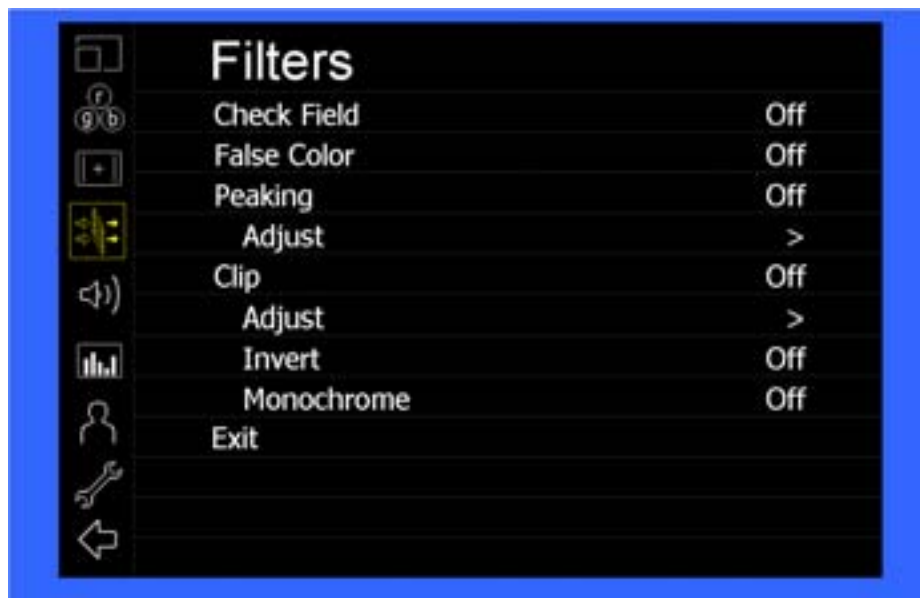 Filters
r
g b
Check Field Off
False Color Off
Peaking Off
Adjust >
Clip Off
Adjust >
Invert Off
Monochrome Off
Exit